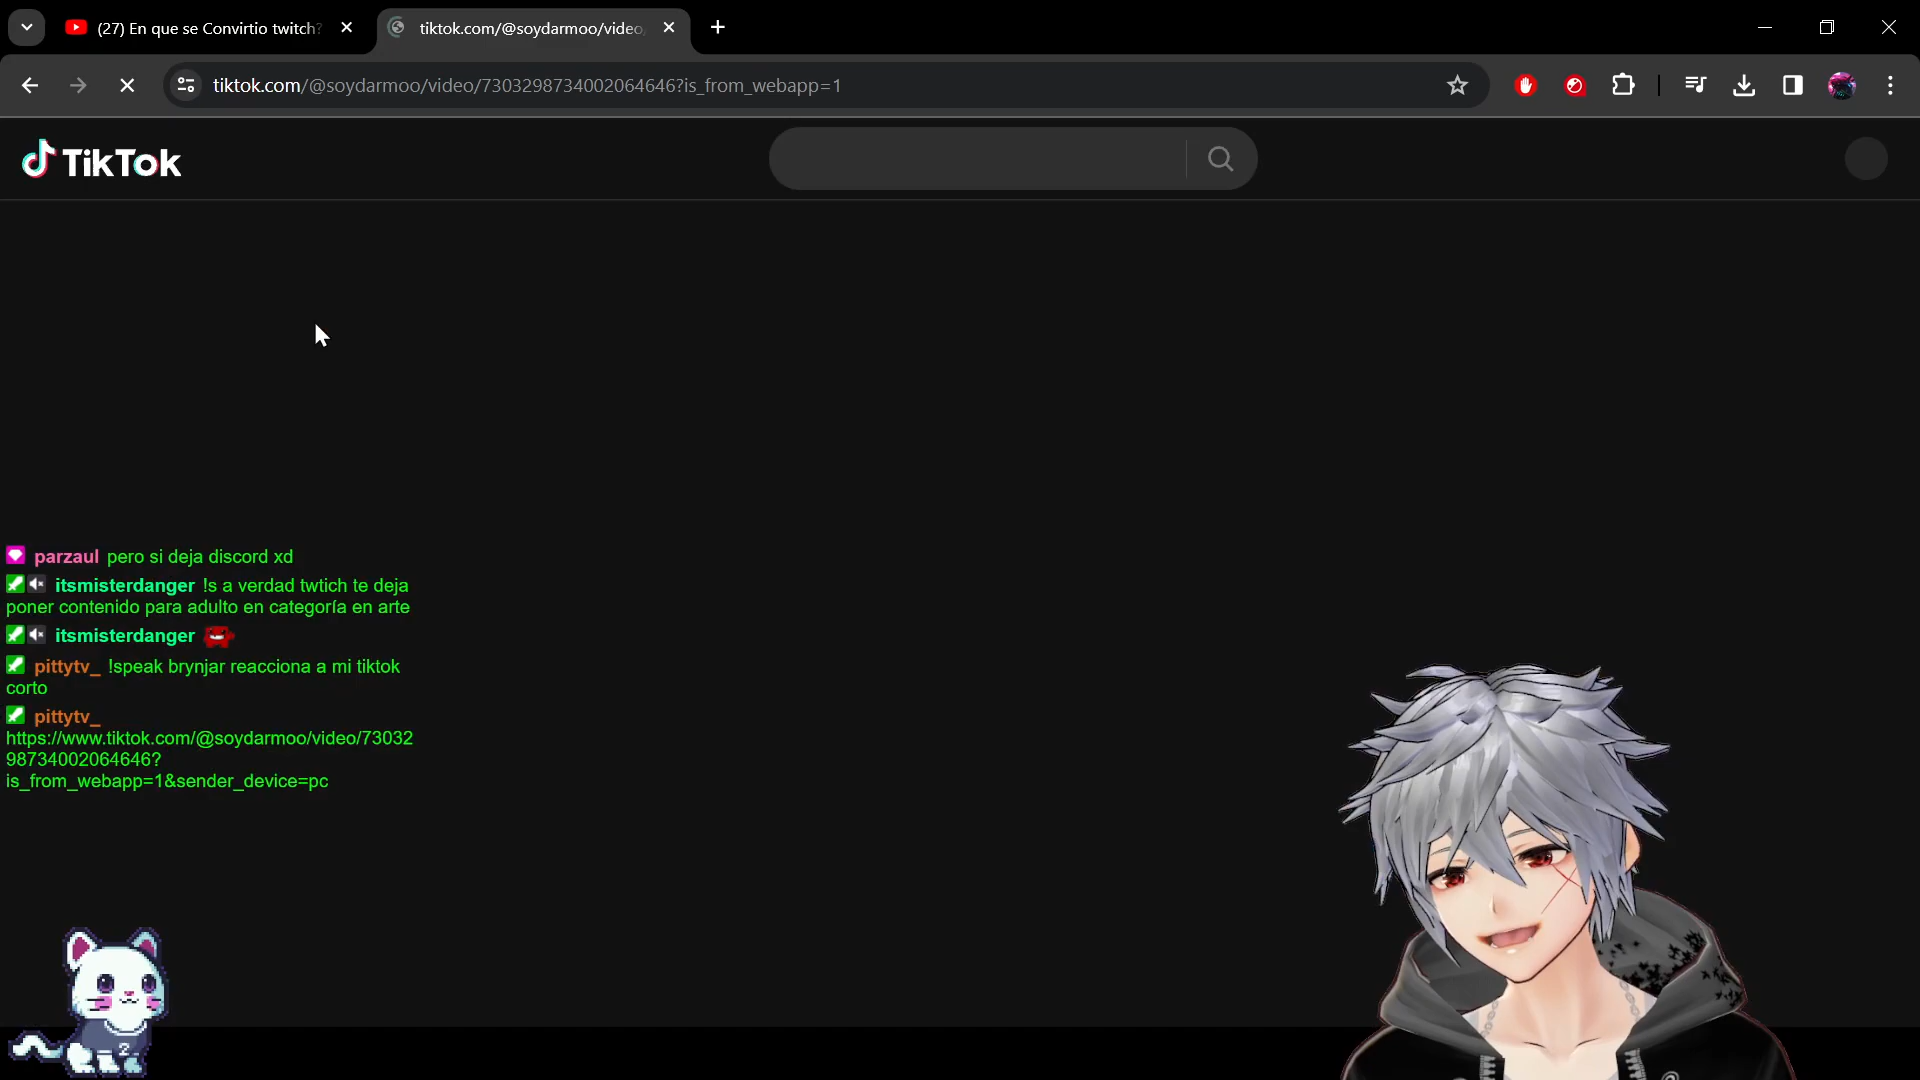 (27) En que se Convirtio twitch?
tiktok.com/@soydarmoo/video/
tiktok.com/@soydarmoo/video/7303298734002064646?is_from_webapp=1
TikTok
parzaul pero si deja discord xd
itsmisterdanger !s a verdad twtich te deja
poner contenido para adulto en categoría en arte
itsmisterdanger
pittytv_ !speak brynjar reacciona a mi tiktok
corto
pittytv_
https://www.tiktok.com/@soydarmoo/video/73032
98734002064646?
is_from_webapp=1&sender_device=pc
2